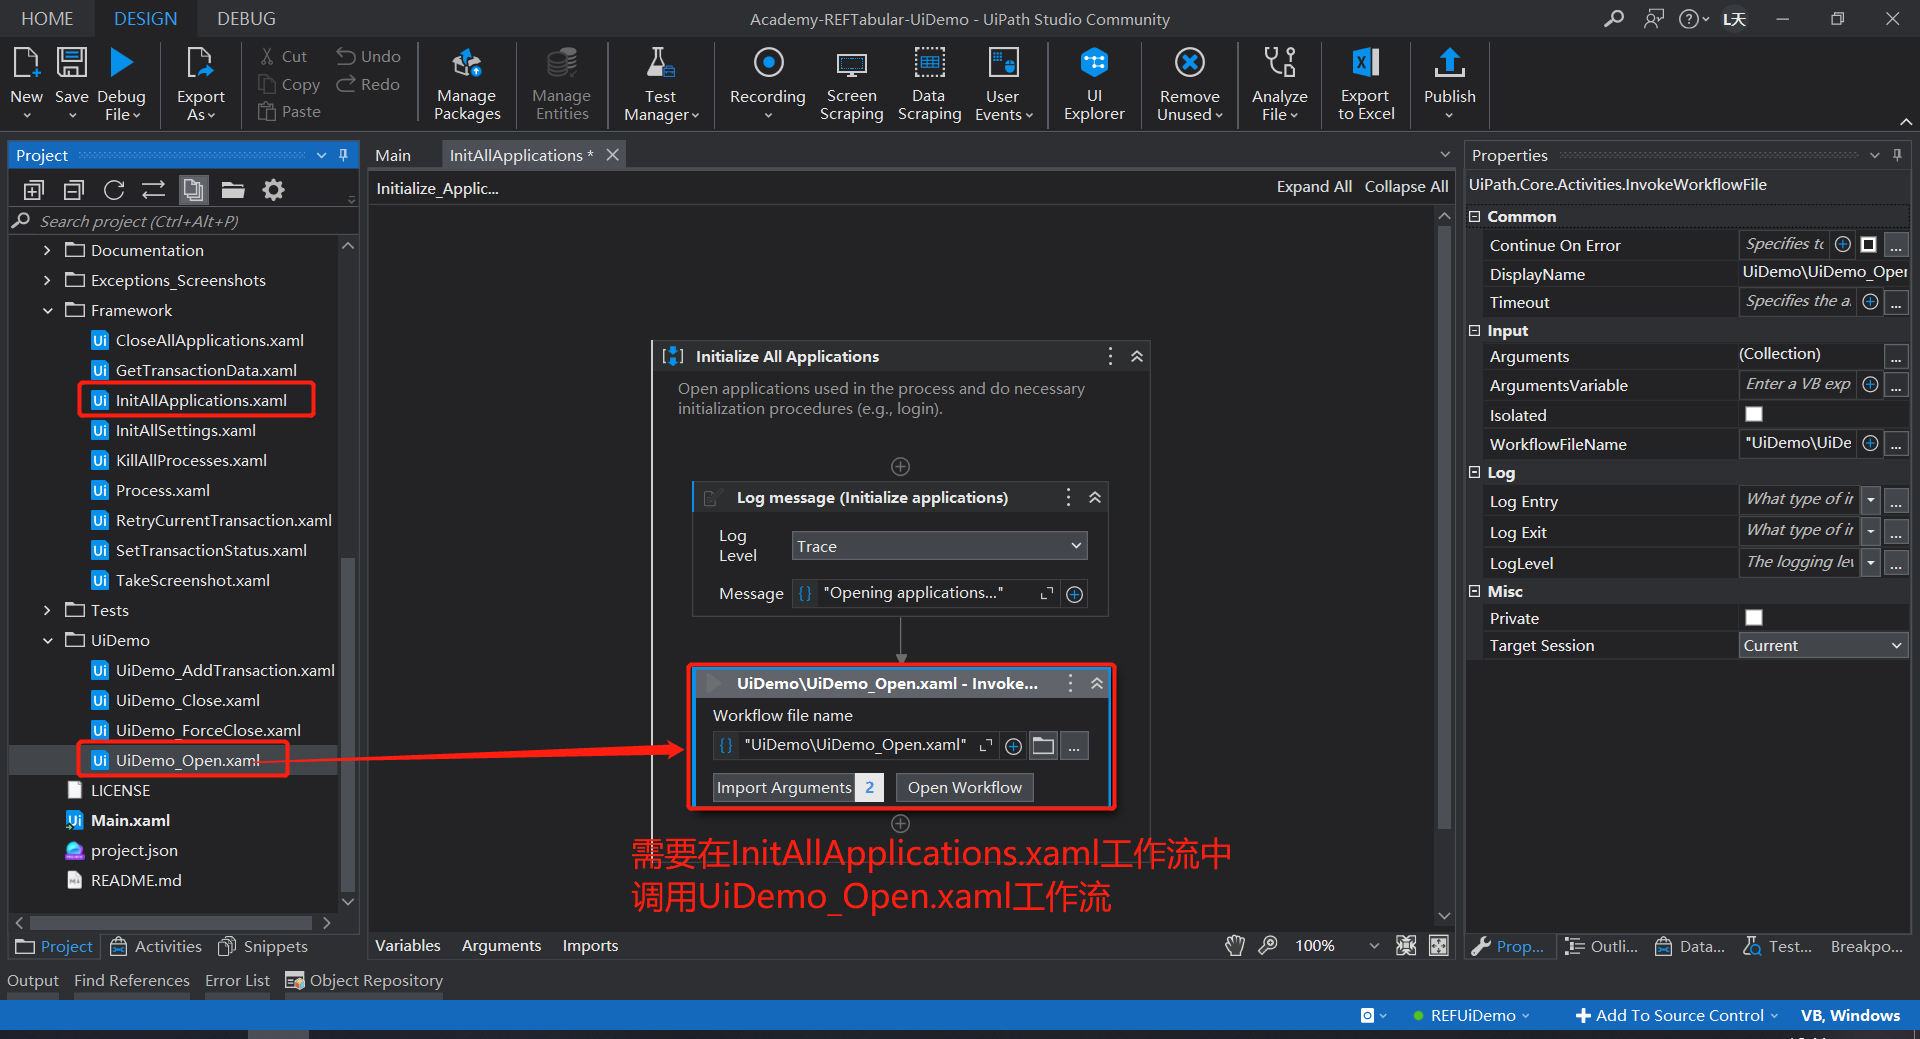 HOME DESIGN DEBUG
Academy-REFTabular-UiDemo - UiPath Studio Community
L天
New
Save
Debug File
Export As
Cut
Copy
Paste
Undo
Redo
Manage Packages
Manage Entities
Test Manager
Recording
Screen Scraping
Data Scraping
User Events
UI Explorer
Remove Unused
Analyze File
Export to Excel
Publish
Project
Search project (Ctrl+Alt+P)
Documentation
Exceptions_Screenshots
Framework
CloseAllApplications.xaml
GetTransactionData.xaml
InitAllApplications.xaml
InitAllSettings.xaml
KillAllProcesses.xaml
Process.xaml
RetryCurrentTransaction.xaml
SetTransactionStatus.xaml
TakeScreenshot.xaml
Tests
UiDemo
UiDemo_AddTransaction.xaml
UiDemo_Close.xaml
UiDemo_ForceClose.xaml
UiDemo_Open.xaml
LICENSE
Main.xaml
project.json
README.md
Project Activities Snippets
Main InitAllApplications *
Initialize_Applic...
Expand All Collapse All
Initialize All Applications
Open applications used in the process and do necessary
initialization procedures (e.g., login).
Log message (Initialize applications)
Log Level
Trace
Message
"Opening applications..."
UiDemo\UiDemo_Open.xaml - Invoke...
Workflow file name
"UiDemo\UiDemo_Open.xaml"
Import Arguments 2
Open Workflow
需要在InitAllApplications.xaml工作流中
调用UiDemo_Open.xaml工作流
Variables Arguments Imports
100%
Properties
UiPath.Core.Activities.InvokeWorkflowFile
Common
Continue On Error Specifies to ...
DisplayName UiDemo\UiDemo_Oper
Timeout Specifies the a. ...
Input
Arguments (Collection) ...
ArgumentsVariable Enter a VB exp ...
Isolated
WorkflowFileName "UiDemo\UiDe ...
Log
Log Entry What type of ir ...
Log Exit What type of ir ...
LogLevel The logging lev ...
Misc
Private
Target Session Current
Prop... Outli... Data... Test... Breakpo...
Output Find References Error List Object Repository
REFUiDemo
Add To Source Control
VB, Windows